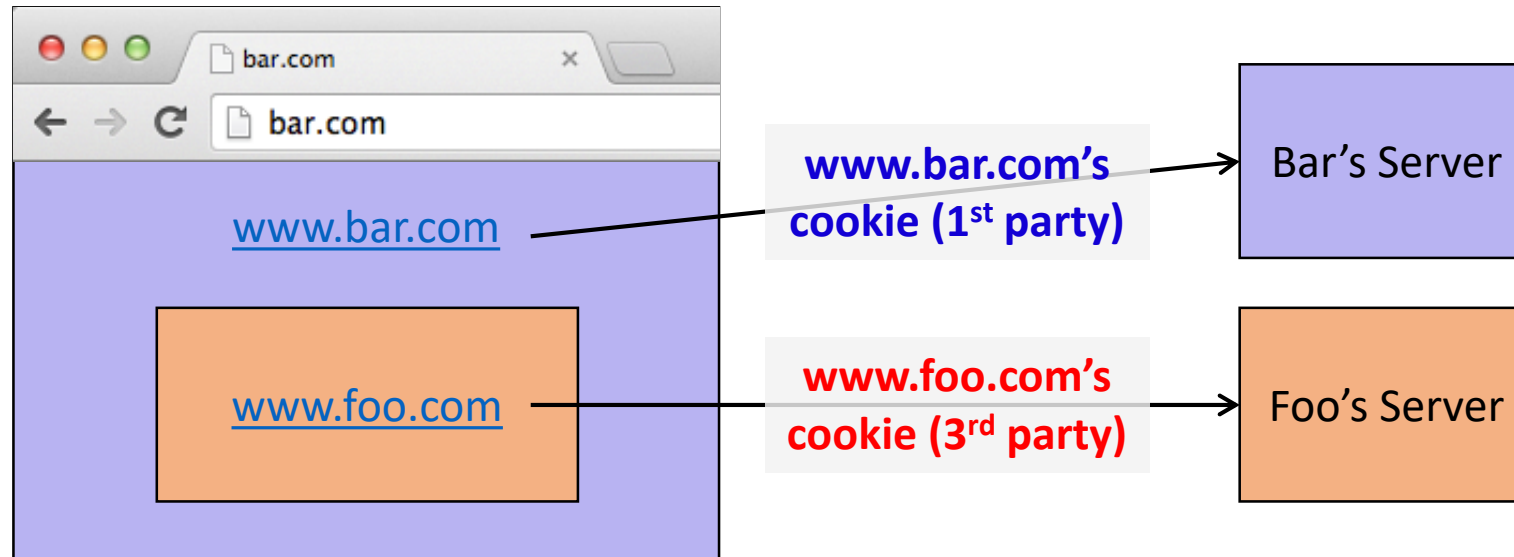 bar.com
bar.com
www.bar.com
www.bar.com’s
cookie (1st party)
Bar’s Server
www.foo.com
www.foo.com’s
cookie (3rd party)
Foo’s Server